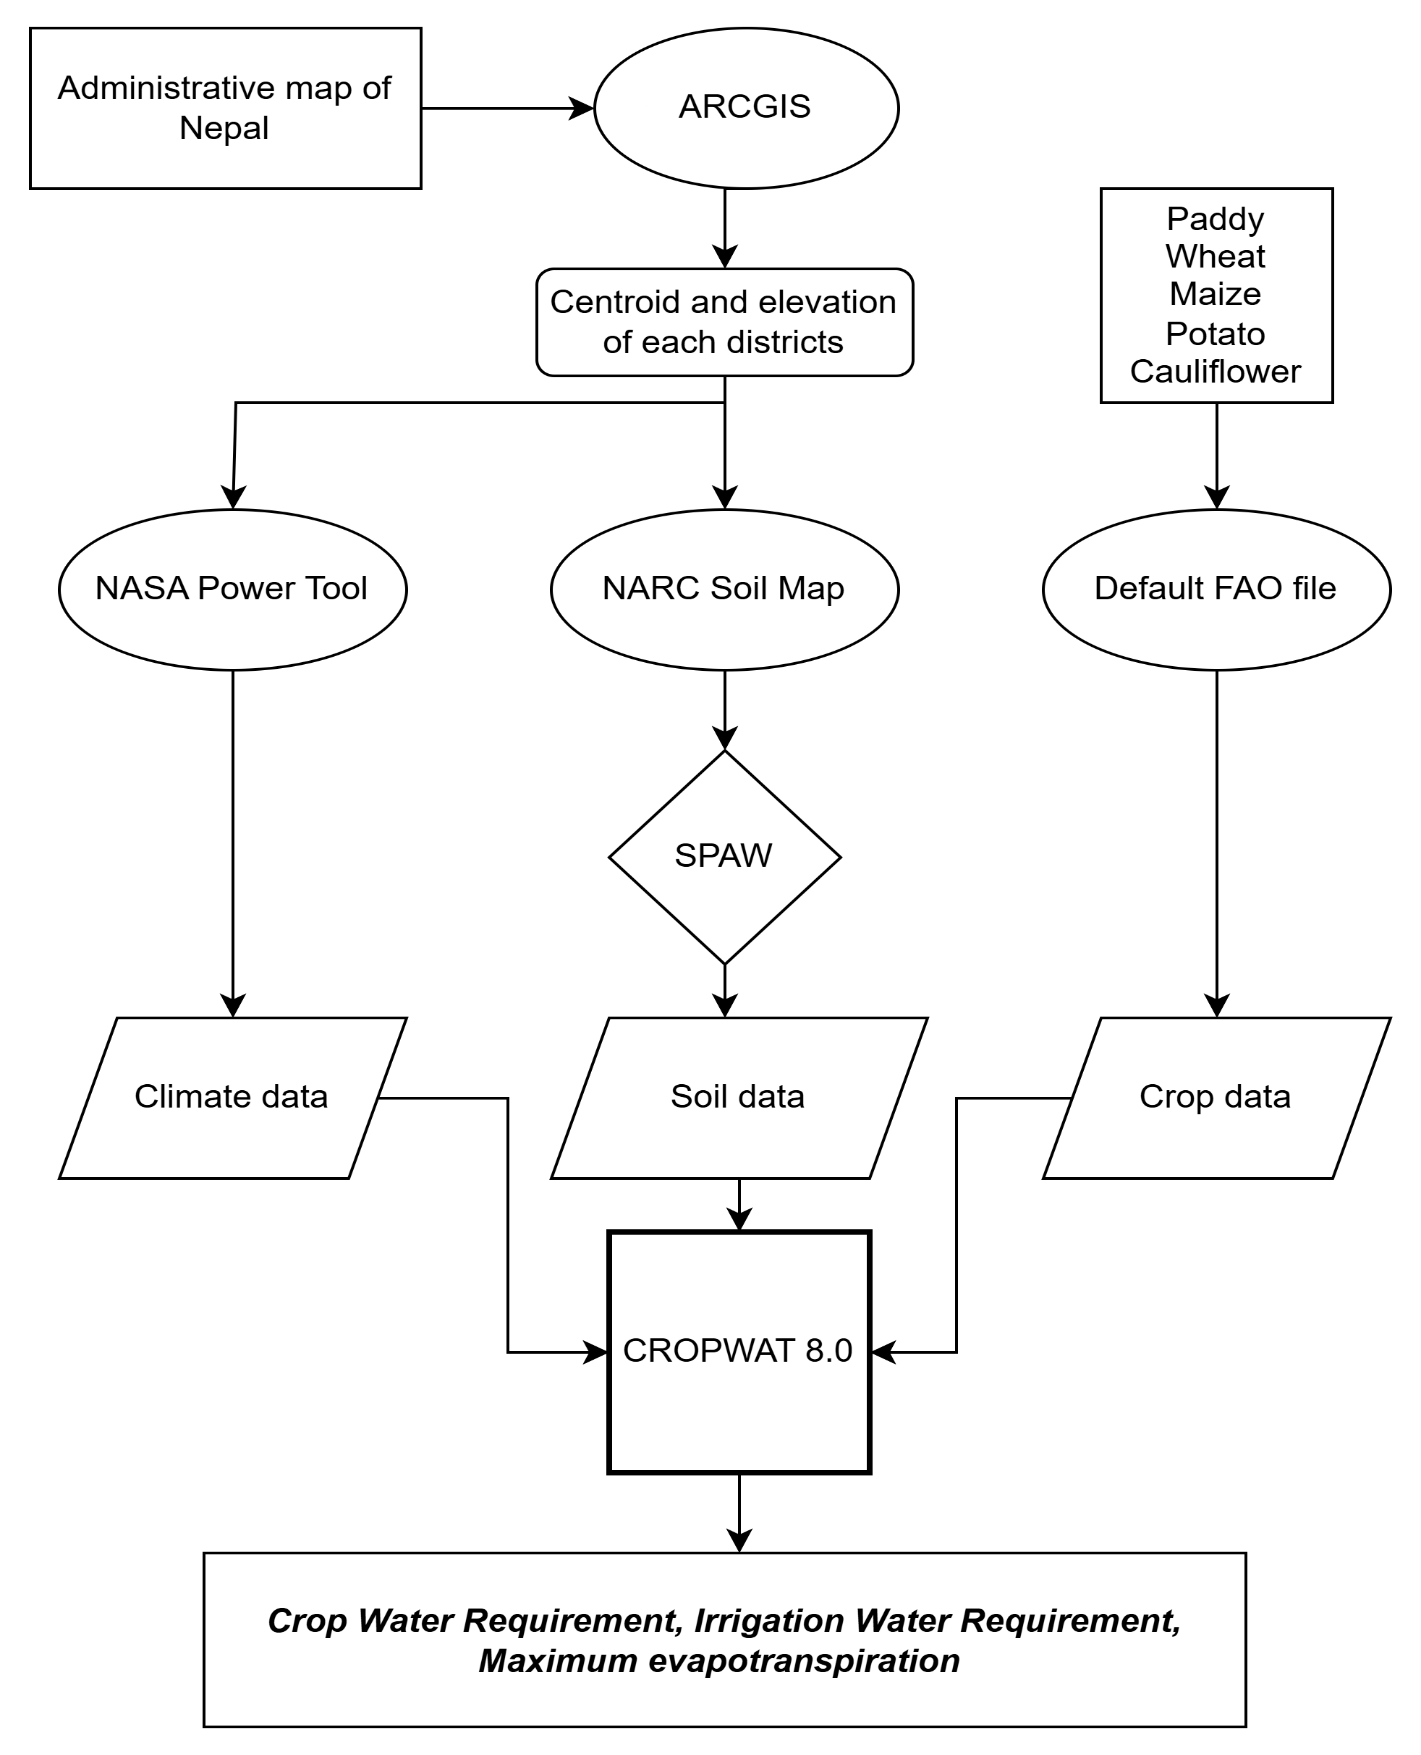 Administrative map of
Nepal
ARCGIS
Centroid and elevation
of each districts
Paddy
Wheat
Maize
Potato
Cauliflower
NASA Power Tool
NARC Soil Map
Default FAO file
SPAW
Climate data
Soil data
Crop data
CROPWAT 8.0
Crop Water Requirement, Irrigation Water Requirement,
Maximum evapotranspiration